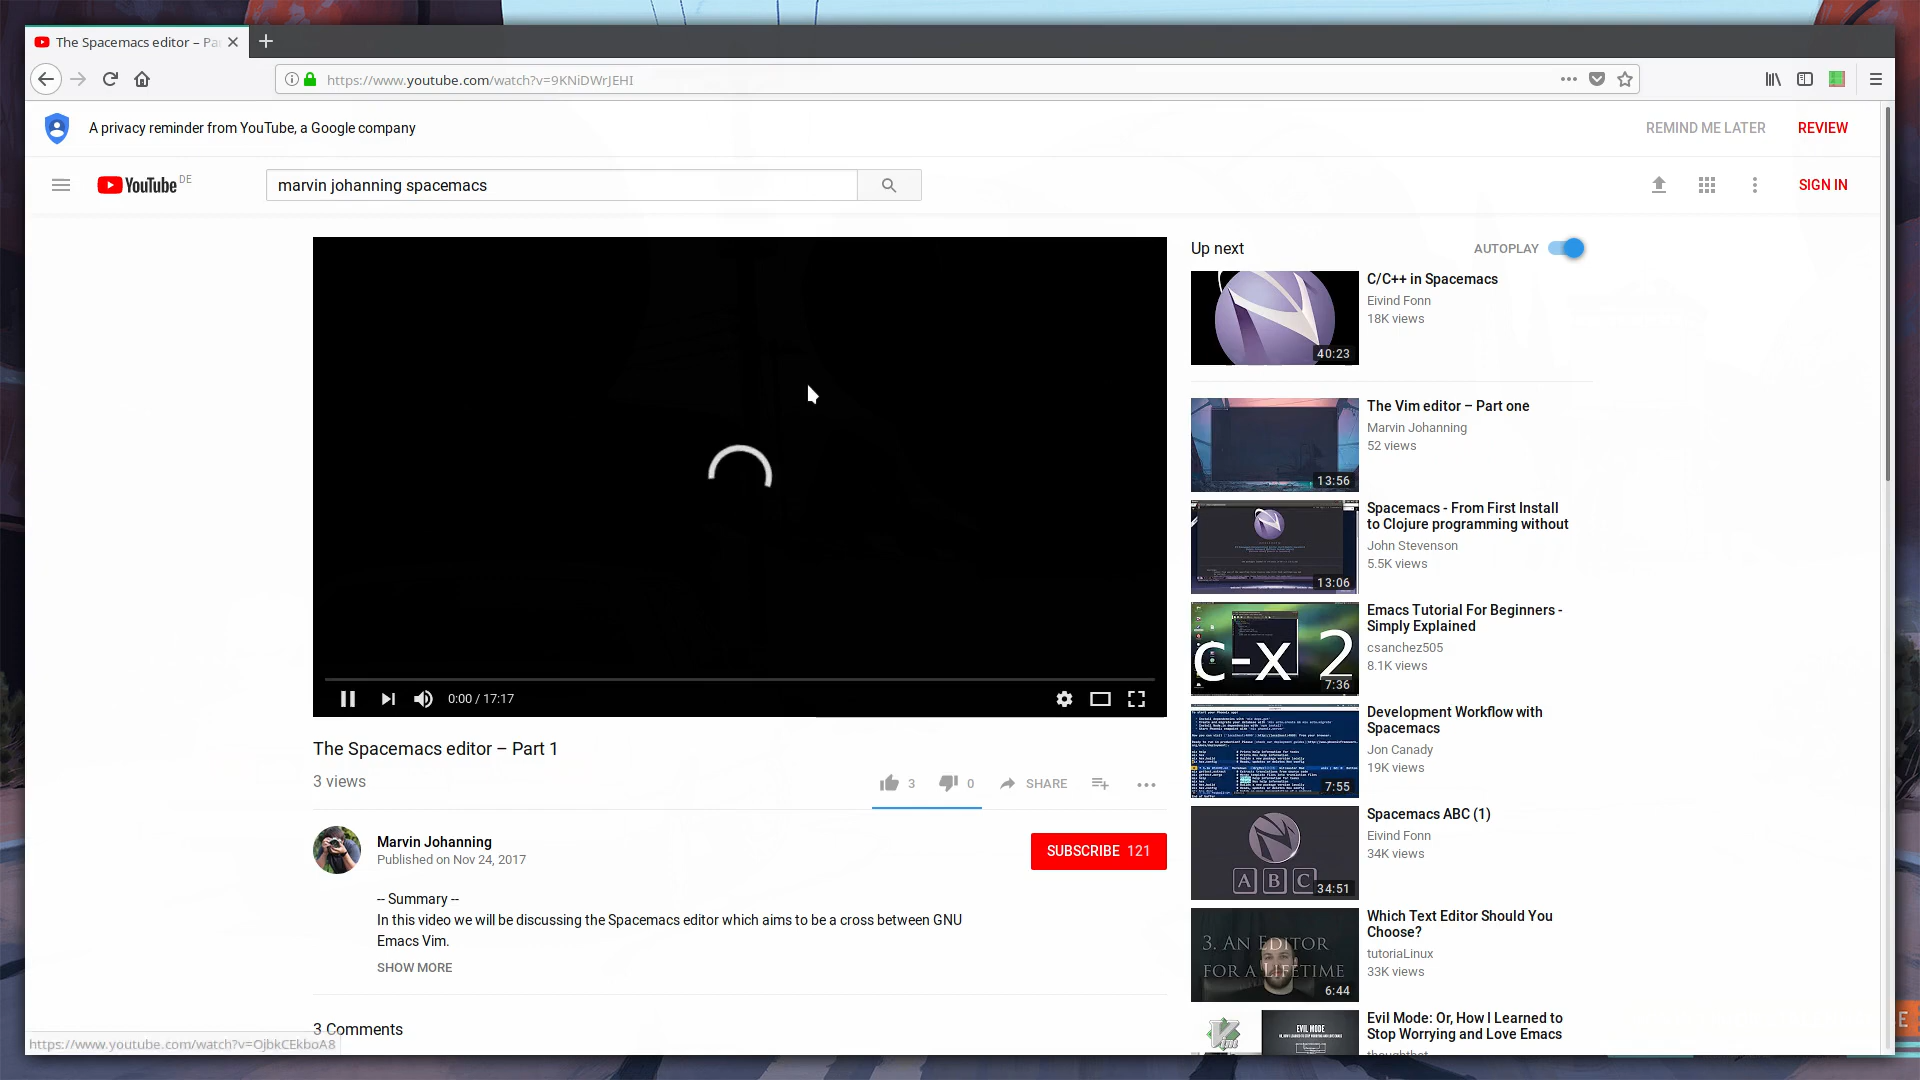 The Spacemacs editor – Pa
https://www.youtube.com/watch?v=9KNiDWrJEHI
A privacy reminder from YouTube, a Google company
REMIND ME LATER
REVIEW
YouTube DE
marvin johanning spacemacs
SIGN IN
Up next
AUTOPLAY
C/C++ in Spacemacs
Eivind Fonn
18K views
40:23
The Vim editor – Part one
Marvin Johanning
52 views
13:56
Spacemacs - From First Install
to Clojure programming without
John Stevenson
5.5K views
13:06
Emacs Tutorial For Beginners -
Simply Explained
csanchez505
8.1K views
c-x 2
7:36
Development Workflow with
Spacemacs
Jon Canady
19K views
7:55
Spacemacs ABC (1)
Eivind Fonn
34K views
A B C
34:51
Which Text Editor Should You
Choose?
tutoriaLinux
33K views
3. An Editor
for a Lifetime
6:44
Evil Mode: Or, How I Learned to
Stop Worrying and Love Emacs
thoughtbot
Vim
EVIL MODE
0:00 / 17:17
The Spacemacs editor – Part 1
3 views
3
0
SHARE
Marvin Johanning
Published on Nov 24, 2017
SUBSCRIBE 121
-- Summary --
In this video we will be discussing the Spacemacs editor which aims to be a cross between GNU
Emacs Vim.
SHOW MORE
3 Comments
https://www.youtube.com/watch?v=OjbkCEkboA8
E